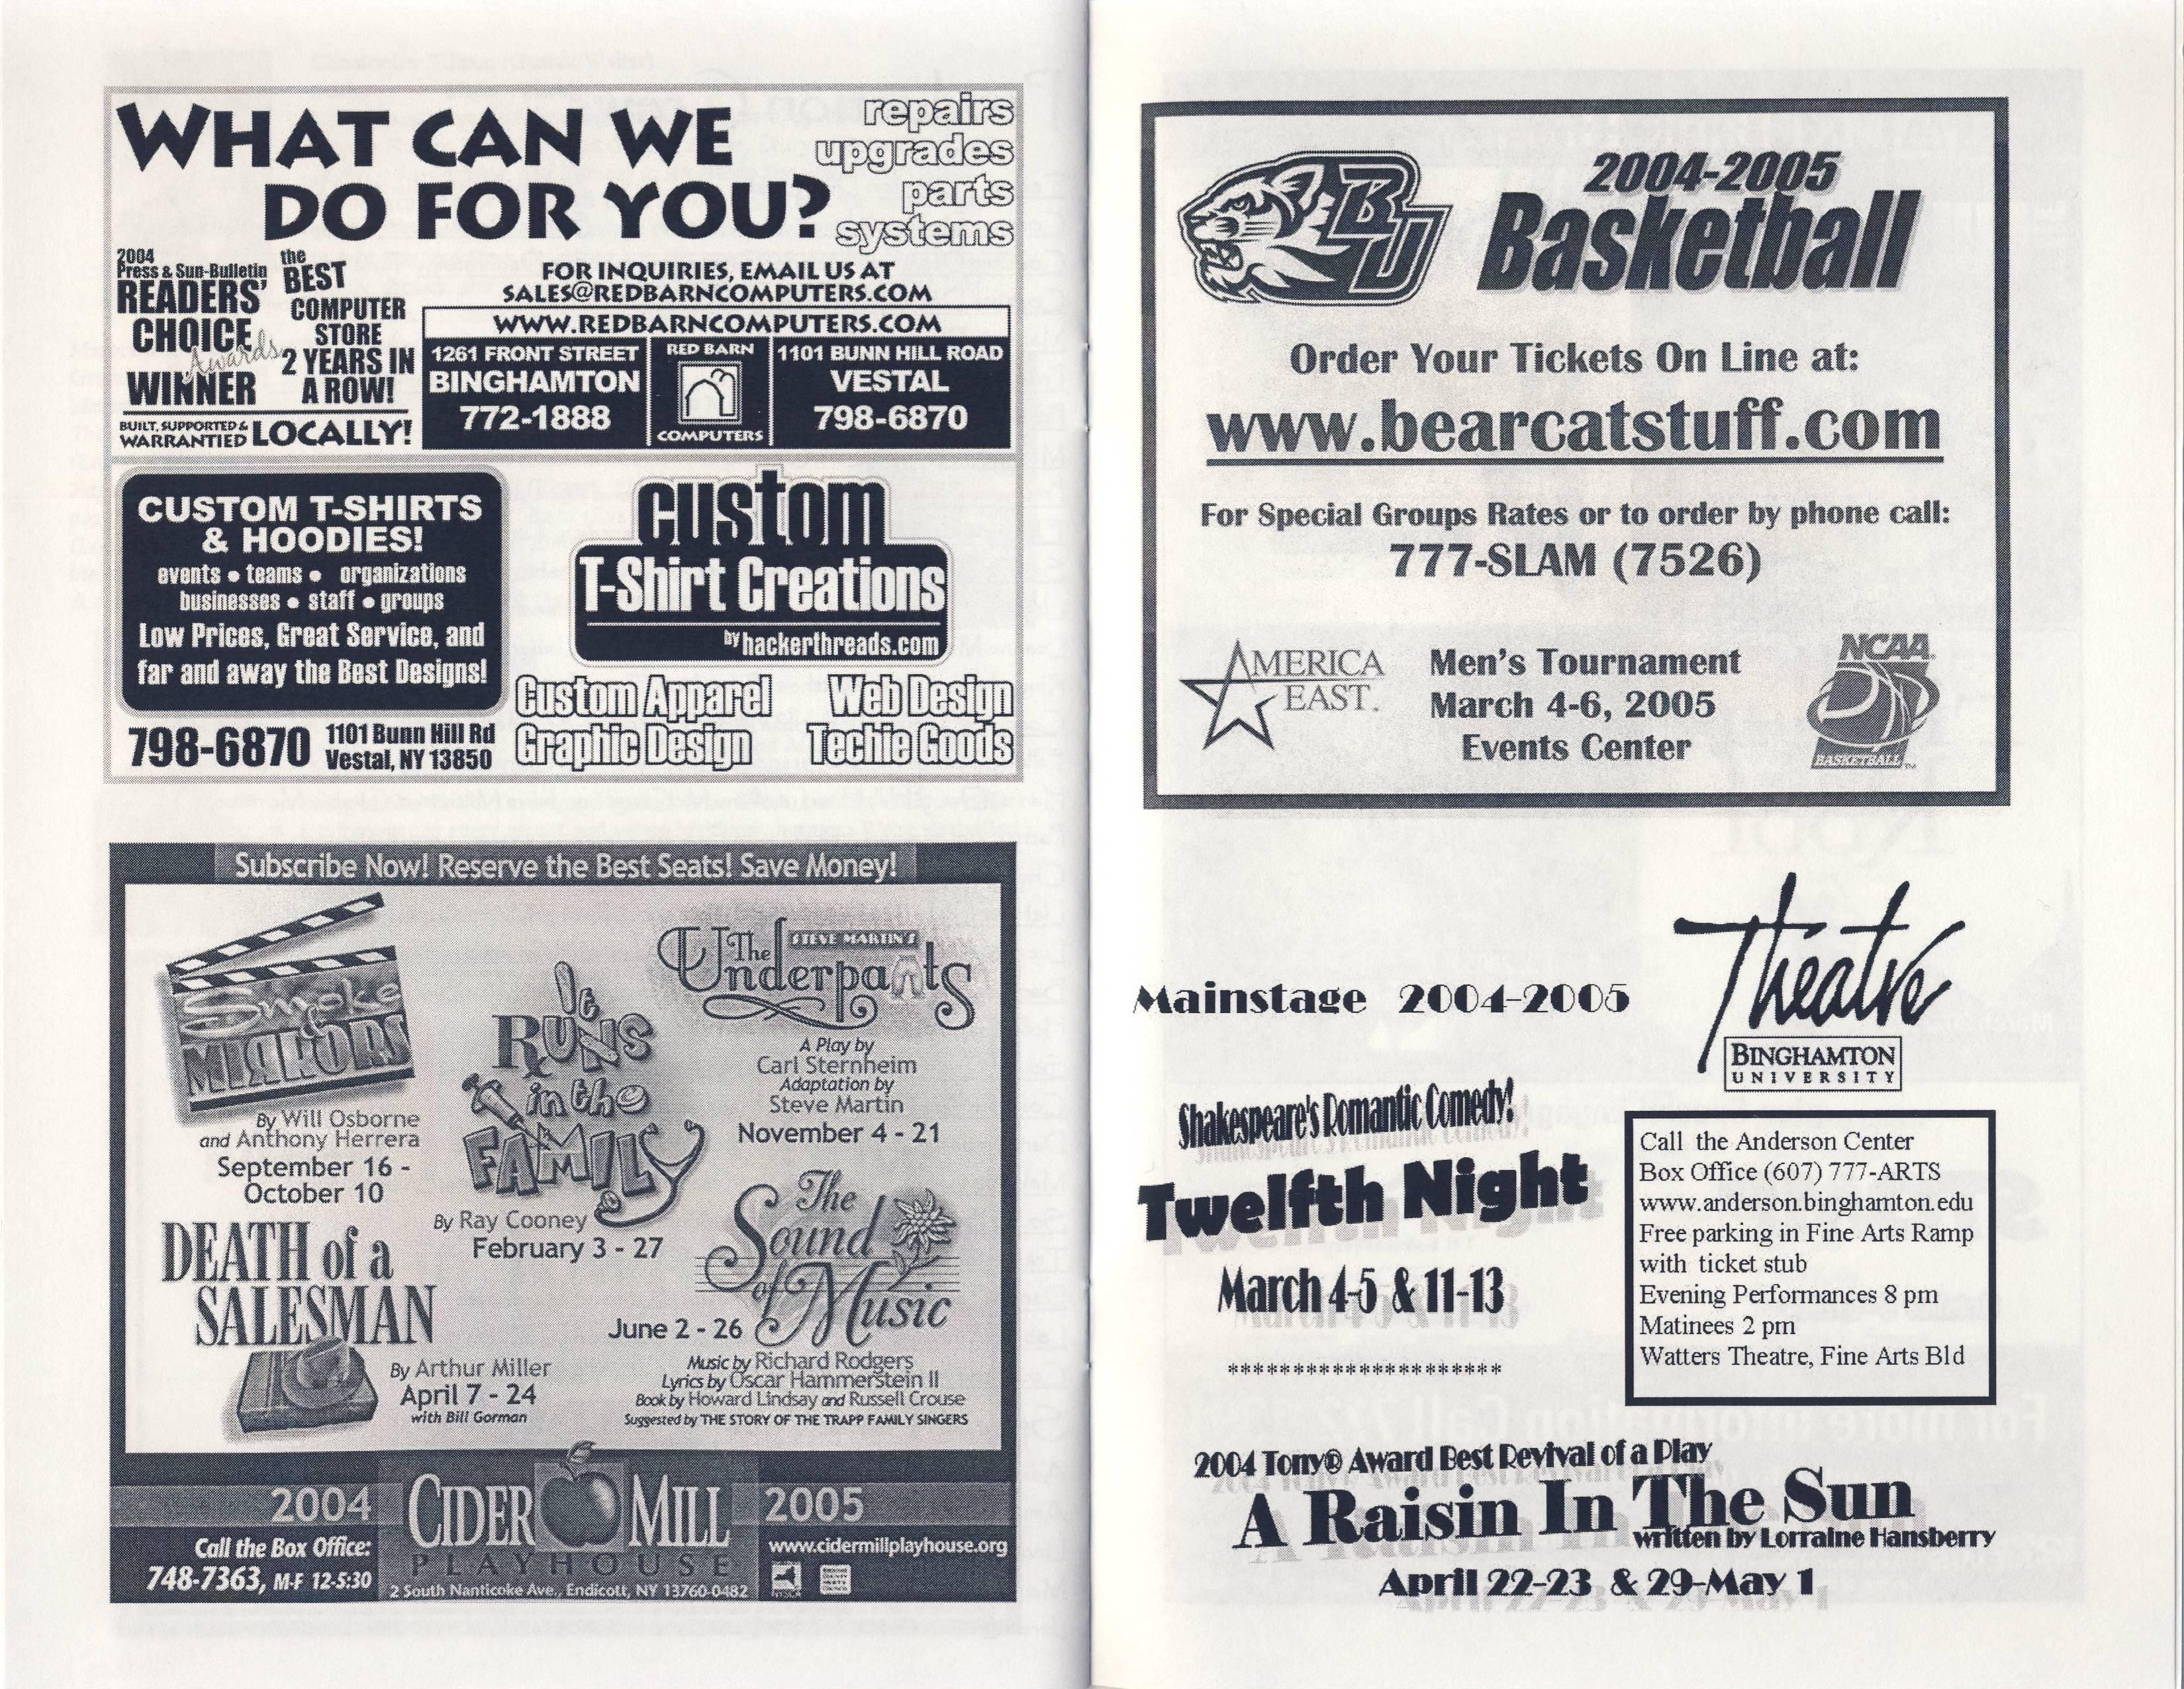 WHAT CAN WE
DO FOR YOU?
repairs
upgrades
parts
systems
2004
Press & Sun-Bulletin
READERS'
CHOICE
Awards
WINNER
the
BEST
COMPUTER
STORE
2 YEARS IN
A ROW!
BUILT, SUPPORTED &
WARRANTIED LOCALLY!
FOR INQUIRIES, EMAIL US AT
SALES@REDBARNCOMPUTERS.COM
WWW.REDBARNCOMPUTERS.COM
1261 FRONT STREET
BINGHAMTON
772-1888
RED BARN
COMPUTERS
1101 BUNN HILL ROAD
VESTAL
798-6870
CUSTOM T-SHIRTS
& HOODIES!
events • teams • organizations
businesses • staff • groups
Low Prices, Great Service, and
far and away the Best Designs!
798-6870
1101 Bunn Hill Rd
Vestal, NY 13850
custom
T-Shirt Creations
by hackerthreads.com
Custom Apparel
Graphic Design
Web Design
Techie Goods
Subscribe Now! Reserve the Best Seats! Save Money!
Smoke
&
MIRRORS
By Will Osborne
and Anthony Herrera
September 16 -
October 10
It
RUNS
in the
FAMILY
By Ray Cooney
February 3 - 27
STEVE MARTIN'S
The
Underpants
A Play by
Carl Sternheim
Adaptation by
Steve Martin
November 4 - 21
DEATH of a
SALESMAN
By Arthur Miller
April 7 - 24
with Bill Gorman
The
Sound
of Music
June 2 - 26
Music by Richard Rodgers
Lyrics by Oscar Hammerstein II
Book by Howard Lindsay and Russell Crouse
Suggested by THE STORY OF THE TRAPP FAMILY SINGERS
2004
CIDER MILL
PLAYHOUSE
2005
Call the Box Office:
748-7363, M-F 12-5:30
2 South Nanticoke Ave., Endicott, NY 13760-0482
www.cidermillplayhouse.org
NYSCA
BU
2004-2005
Basketball
Order Your Tickets On Line at:
www.bearcatstuff.com
For Special Groups Rates or to order by phone call:
777-SLAM (7526)
AMERICA
EAST.
Men's Tournament
March 4-6, 2005
Events Center
NCAA
BASKETBALL™
Mainstage 2004-2005
Theatre
BINGHAMTON
UNIVERSITY
Shakespeare's Romantic Comedy!
Twelfth Night
March 4-5 & 11-13
*********************
Call the Anderson Center
Box Office (607) 777-ARTS
www.anderson.binghamton.edu
Free parking in Fine Arts Ramp
with ticket stub
Evening Performances 8 pm
Matinees 2 pm
Watters Theatre, Fine Arts Bld
2004 Tony® Award Best Revival of a Play
A Raisin In The Sun
written by Lorraine Hansberry
April 22-23 & 29-May 1